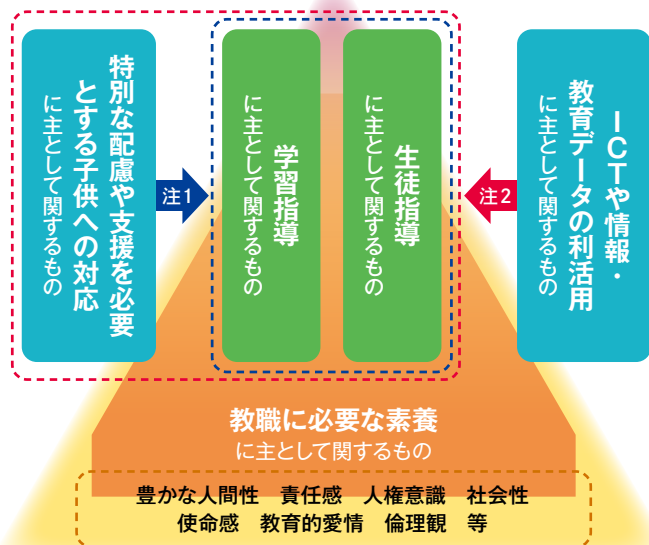 特別な配慮や支援を必要
とする子供への対応
に主として関するもの
注1
学習指導
に主として関するもの
生徒指導
に主として関するもの
注2
ICTや情報・
教育データの利活用
に主として関するもの
教職に必要な素養
に主として関するもの
豊かな人間性 責任感 人権意識 社会性
使命感 教育的愛情 倫理観 等